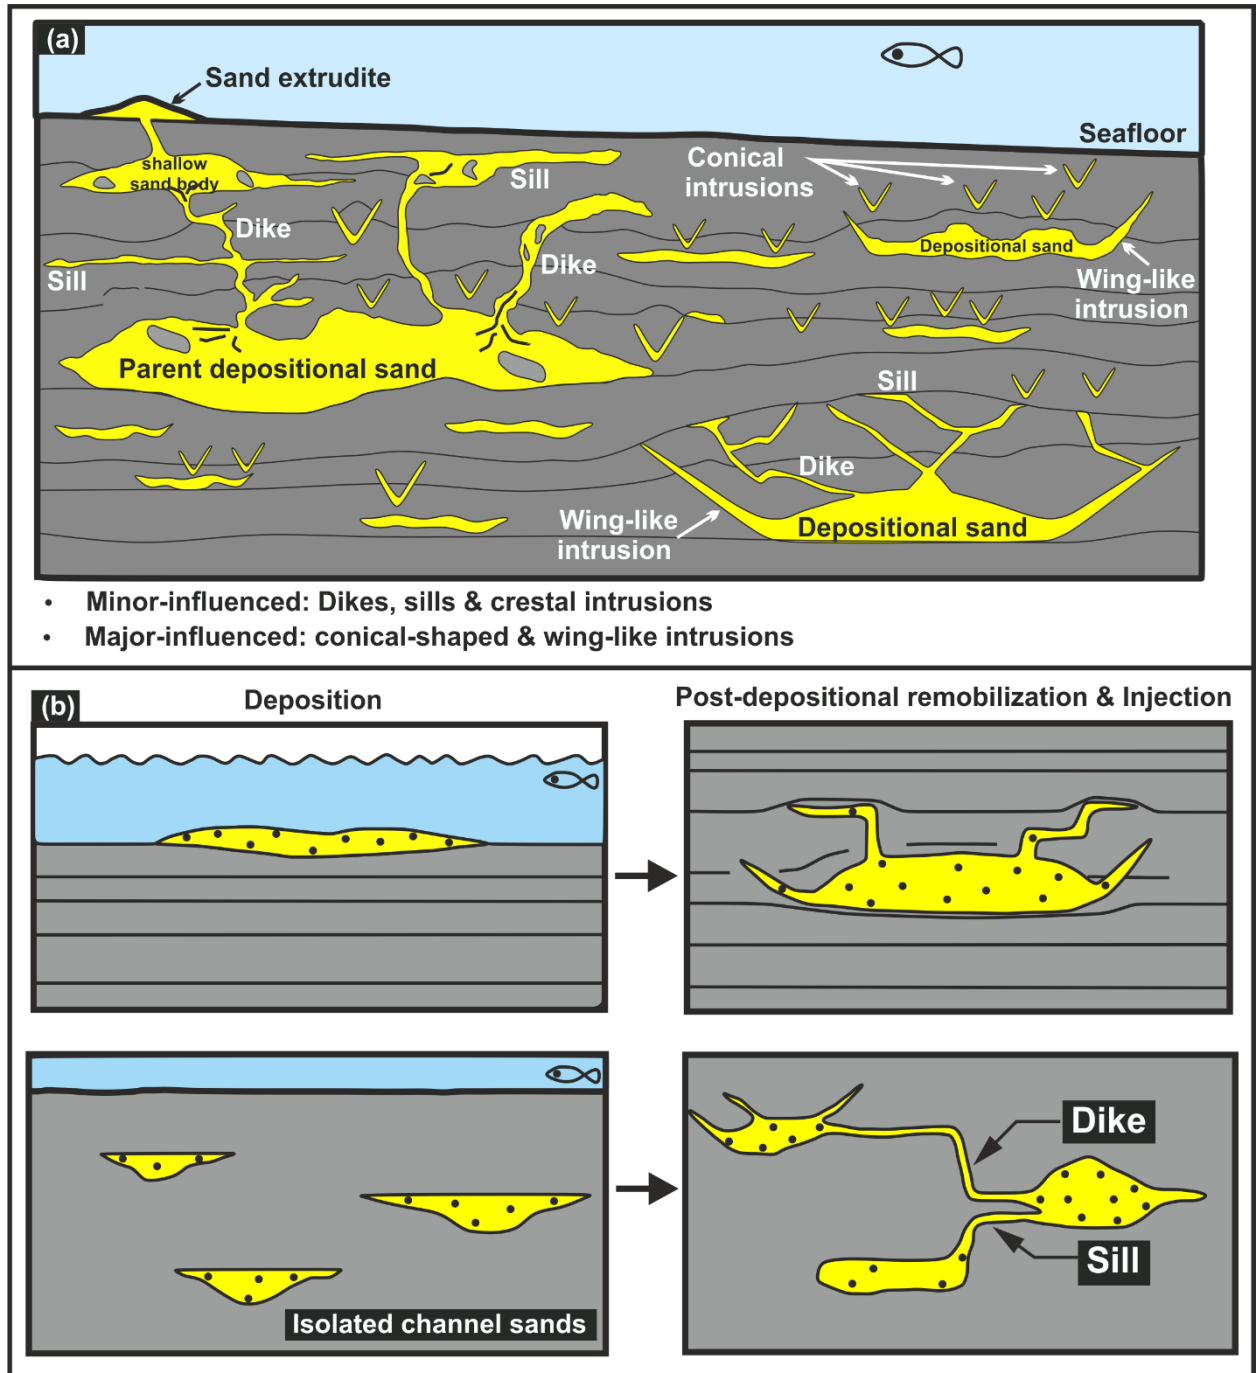 (a)
Sand extrudite
Seafloor
shallow
sand body
Sill
Conical
intrusions
Dike
Dike
Depositional sand
Sill
Wing-like
intrusion
Parent depositional sand
Sill
Dike
Wing-like
intrusion
Depositional sand
• Minor-influenced: Dikes, sills & crestal intrusions
• Major-influenced: conical-shaped & wing-like intrusions
(b)
Deposition
Post-depositional remobilization & Injection
Dike
Sill
Isolated channel sands